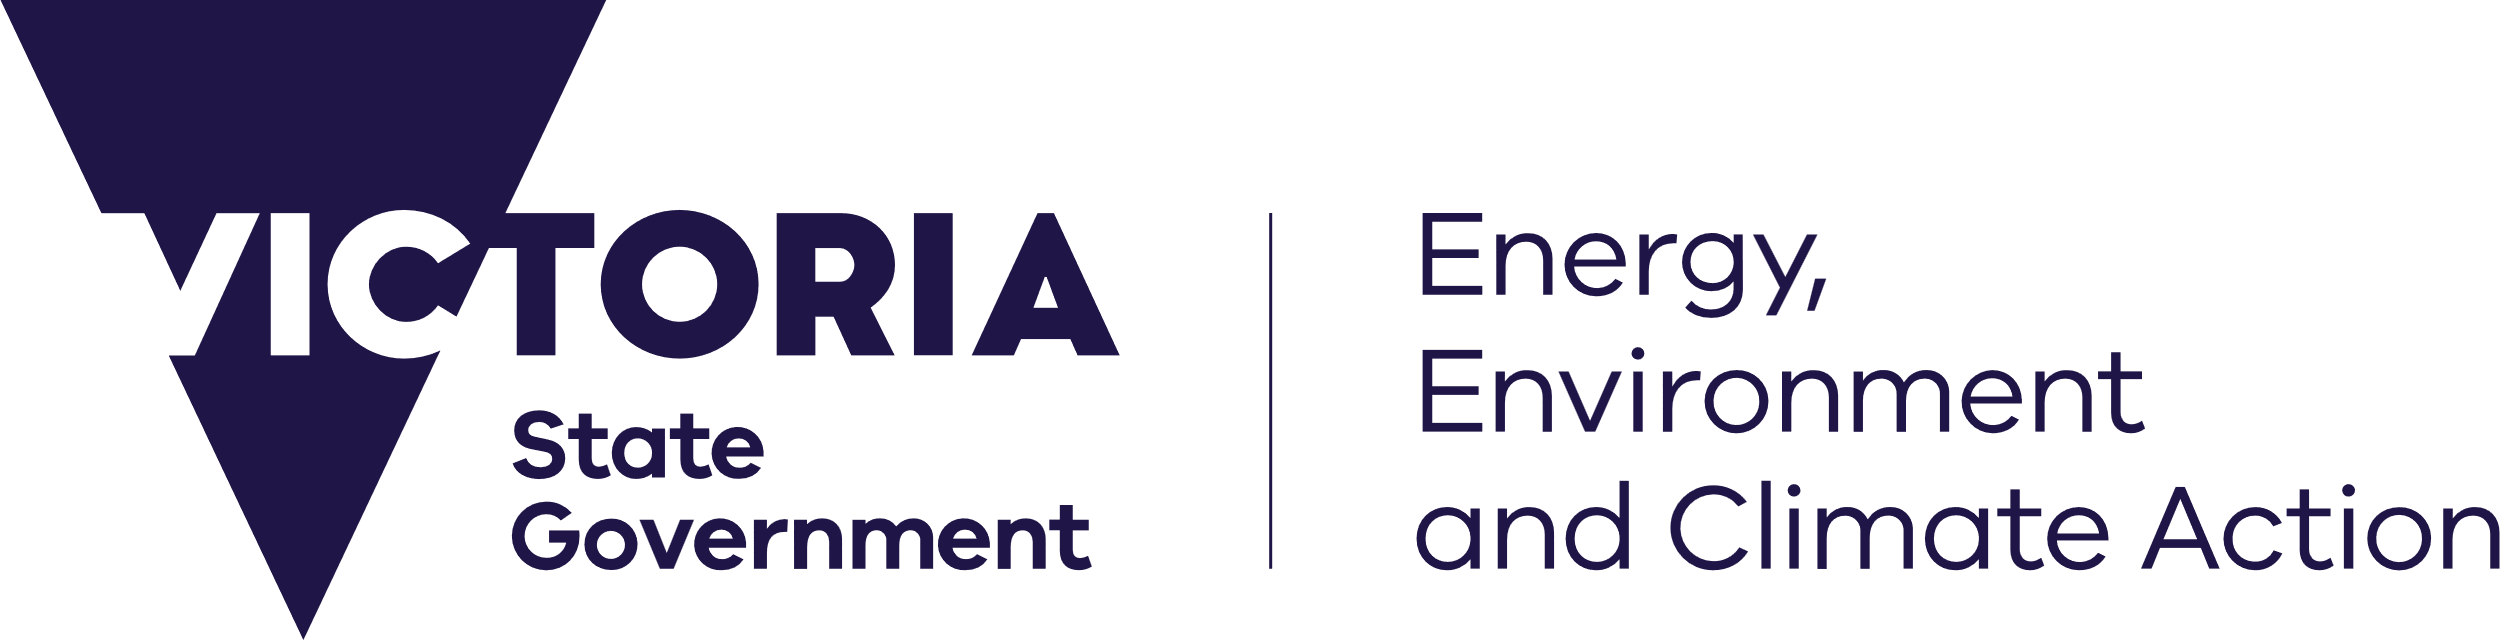 VICTORIA
State
Government
Energy,
Environment
and Climate Action